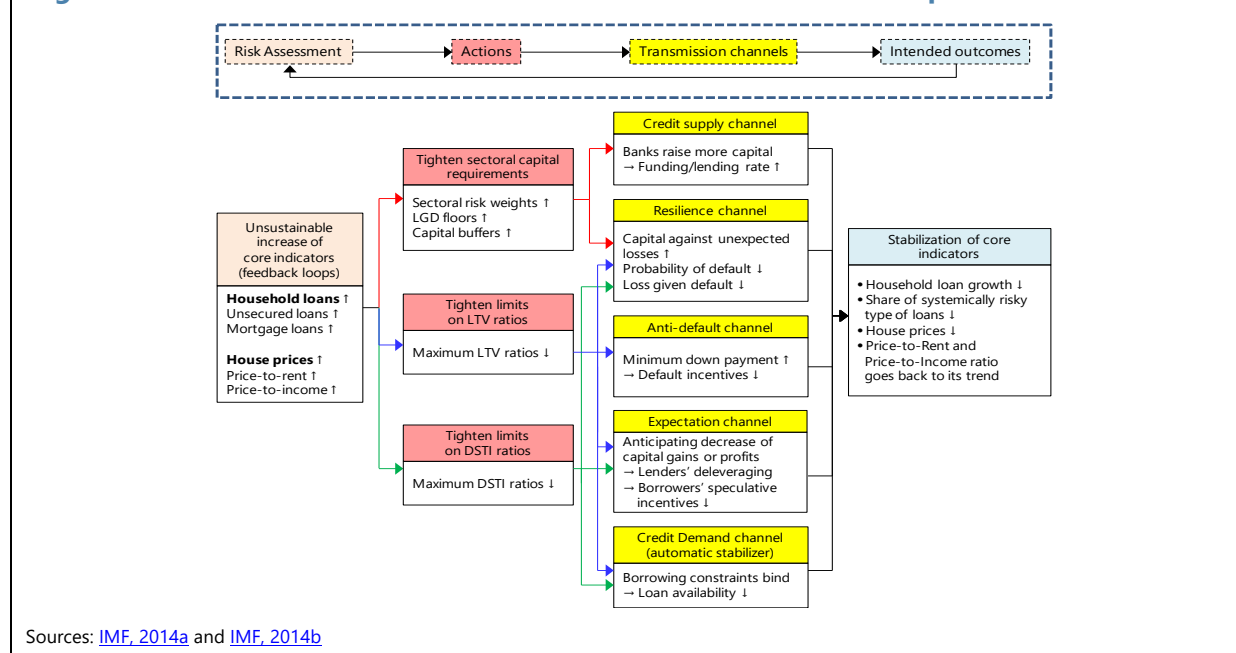 Risk Assessment
Actions
Transmission channels
Intended outcomes
Unsustainable
increase of
core indicators
(feedback loops)
Household loans ↑
Unsecured loans ↑
Mortgage loans ↑
House prices ↑
Price-to-rent ↑
Price-to-income ↑
Tighten sectoral capital
requirements
Sectoral risk weights ↑
LGD floors ↑
Capital buffers ↑
Tighten limits
on LTV ratios
Maximum LTV ratios ↓
Tighten limits
on DSTI ratios
Maximum DSTI ratios ↓
Credit supply channel
Banks raise more capital
→ Funding/lending rate ↑
Resilience channel
Capital against unexpected
losses ↑
Probability of default ↓
Loss given default ↓
Anti-default channel
Minimum down payment ↑
→ Default incentives ↓
Expectation channel
Anticipating decrease of
capital gains or profits
→ Lenders’ deleveraging
→ Borrowers’ speculative
incentives ↓
Credit Demand channel
(automatic stabilizer)
Borrowing constraints bind
→ Loan availability ↓
Stabilization of core
indicators
• Household loan growth ↓
• Share of systemically risky
type of loans ↓
• House prices ↓
• Price-to-Rent and
Price-to-Income ratio
goes back to its trend
Sources: IMF, 2014a and IMF, 2014b